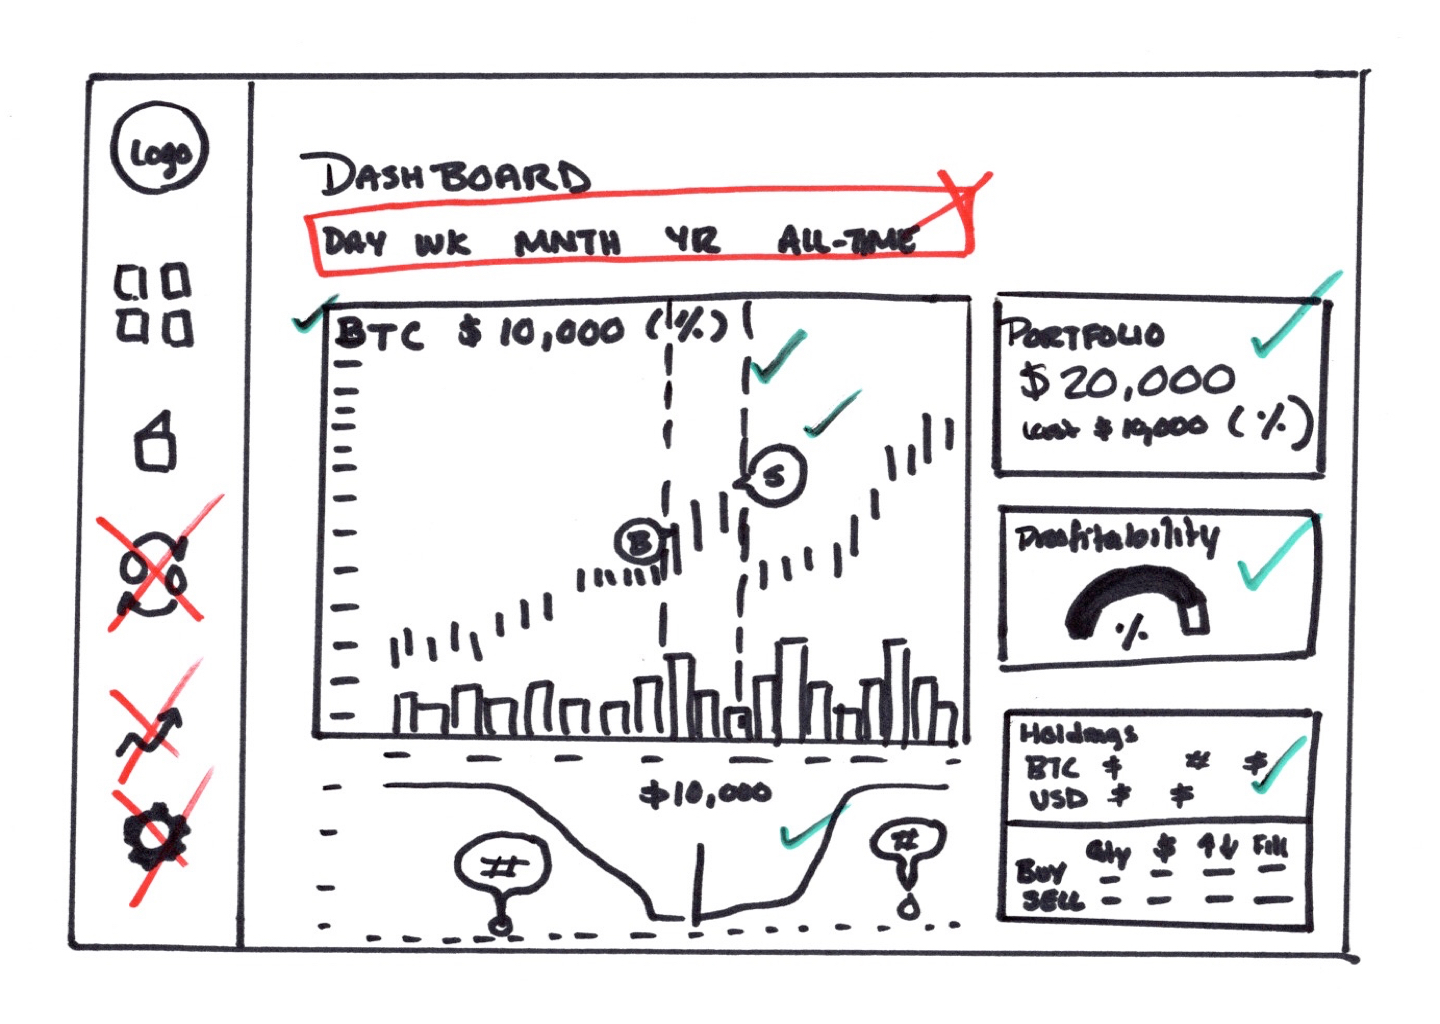 Logo
DASHBOARD
DAY WK MNTH YR ALL-TIME
BTC $ 10,000 (%)
B
S
$10,000
#
#
PORTFOLIO
$ 20,000
$ 10,000 (%)
Profitability
%
Holdings
BTC $ # $
USD $ $
Qty $ ↑↓ Fill
BUY - - - -
SELL - - - -